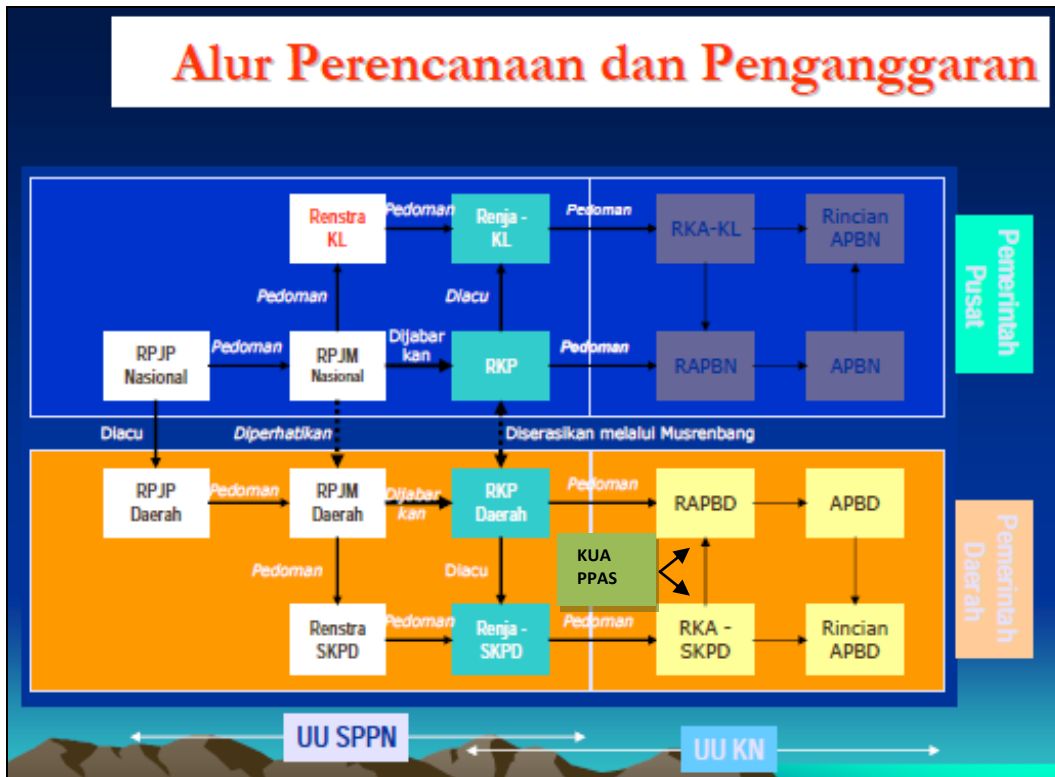 Alur Perencanaan dan Penganggaran
Renstra
KL
Pedoman
Renja -
KL
Pedoman
RKA-KL
Rincian
APBN
Pemerintah
Pusat
Pedoman
Diacu
RPJP
Nasional
Pedoman
RPJM
Nasional
Dijabar
kan
RKP
Pedoman
RAPBN
APBN
Diacu
Diperhatikan
Diserasikan melalui Musrenbang
RPJP
Daerah
Pedoman
RPJM
Daerah
Dijabar
kan
RKP
Daerah
Pedoman
RAPBD
APBD
Pemerintah
Daerah
Pedoman
Diacu
KUA
PPAS
Renstra
SKPD
Pedoman
Renja -
SKPD
Pedoman
RKA -
SKPD
Rincian
APBD
UU SPPN
UU KN